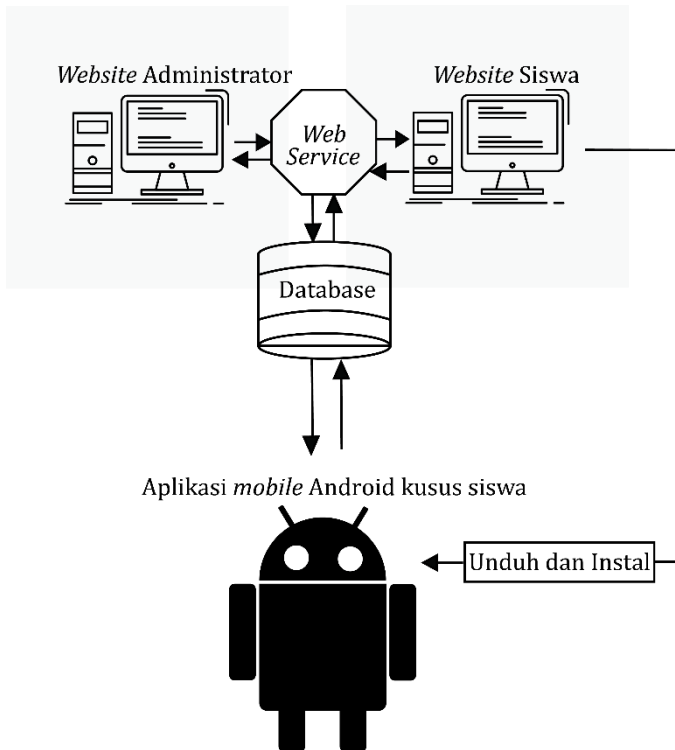 Website Administrator
Website Siswa
Web
Service
Database
Aplikasi mobile Android kusus siswa
Unduh dan Instal